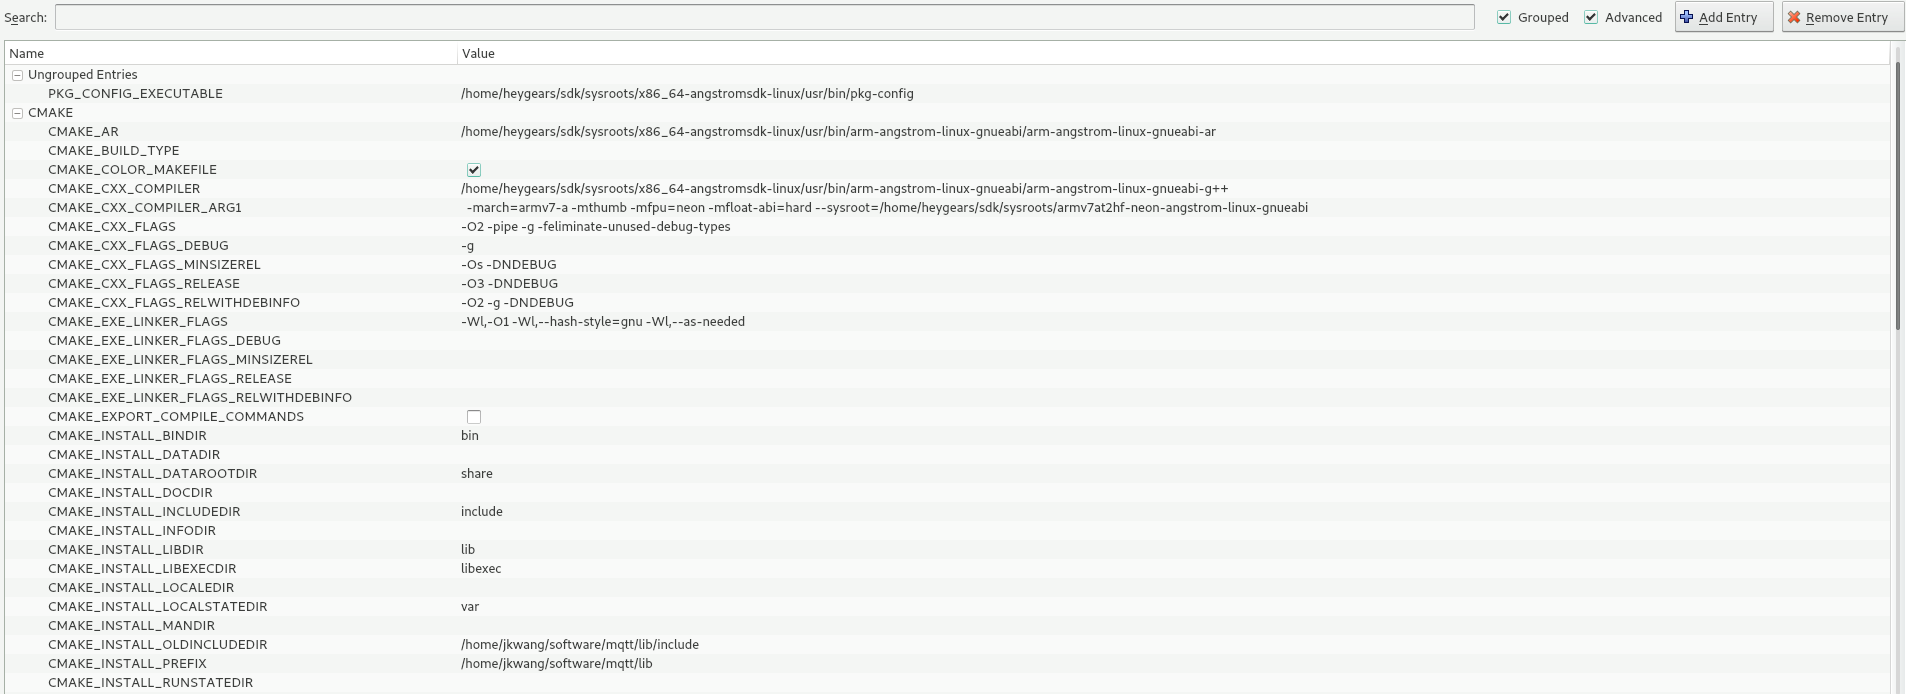 Search: Grouped Advanced Add Entry Remove Entry
Name Value
Ungrouped Entries
PKG_CONFIG_EXECUTABLE /home/heygears/sdk/sysroots/x86_64-angstromsdk-linux/usr/bin/pkg-config
CMAKE
CMAKE_AR /home/heygears/sdk/sysroots/x86_64-angstromsdk-linux/usr/bin/arm-angstrom-linux-gnueabi/arm-angstrom-linux-gnueabi-ar
CMAKE_BUILD_TYPE
CMAKE_COLOR_MAKEFILE
CMAKE_CXX_COMPILER /home/heygears/sdk/sysroots/x86_64-angstromsdk-linux/usr/bin/arm-angstrom-linux-gnueabi/arm-angstrom-linux-gnueabi-g++
CMAKE_CXX_COMPILER_ARG1 -march=armv7-a -mthumb -mfpu=neon -mfloat-abi=hard --sysroot=/home/heygears/sdk/sysroots/armv7at2hf-neon-angstrom-linux-gnueabi
CMAKE_CXX_FLAGS -O2 -pipe -g -feliminate-unused-debug-types
CMAKE_CXX_FLAGS_DEBUG -g
CMAKE_CXX_FLAGS_MINSIZEREL -Os -DNDEBUG
CMAKE_CXX_FLAGS_RELEASE -O3 -DNDEBUG
CMAKE_CXX_FLAGS_RELWITHDEBINFO -O2 -g -DNDEBUG
CMAKE_EXE_LINKER_FLAGS -Wl,-O1 -Wl,--hash-style=gnu -Wl,--as-needed
CMAKE_EXE_LINKER_FLAGS_DEBUG
CMAKE_EXE_LINKER_FLAGS_MINSIZEREL
CMAKE_EXE_LINKER_FLAGS_RELEASE
CMAKE_EXE_LINKER_FLAGS_RELWITHDEBINFO
CMAKE_EXPORT_COMPILE_COMMANDS
CMAKE_INSTALL_BINDIR bin
CMAKE_INSTALL_DATADIR
CMAKE_INSTALL_DATAROOTDIR share
CMAKE_INSTALL_DOCDIR
CMAKE_INSTALL_INCLUDEDIR include
CMAKE_INSTALL_INFODIR
CMAKE_INSTALL_LIBDIR lib
CMAKE_INSTALL_LIBEXECDIR libexec
CMAKE_INSTALL_LOCALEDIR
CMAKE_INSTALL_LOCALSTATEDIR var
CMAKE_INSTALL_MANDIR
CMAKE_INSTALL_OLDINCLUDEDIR /home/jkwang/software/mqtt/lib/include
CMAKE_INSTALL_PREFIX /home/jkwang/software/mqtt/lib
CMAKE_INSTALL_RUNSTATEDIR